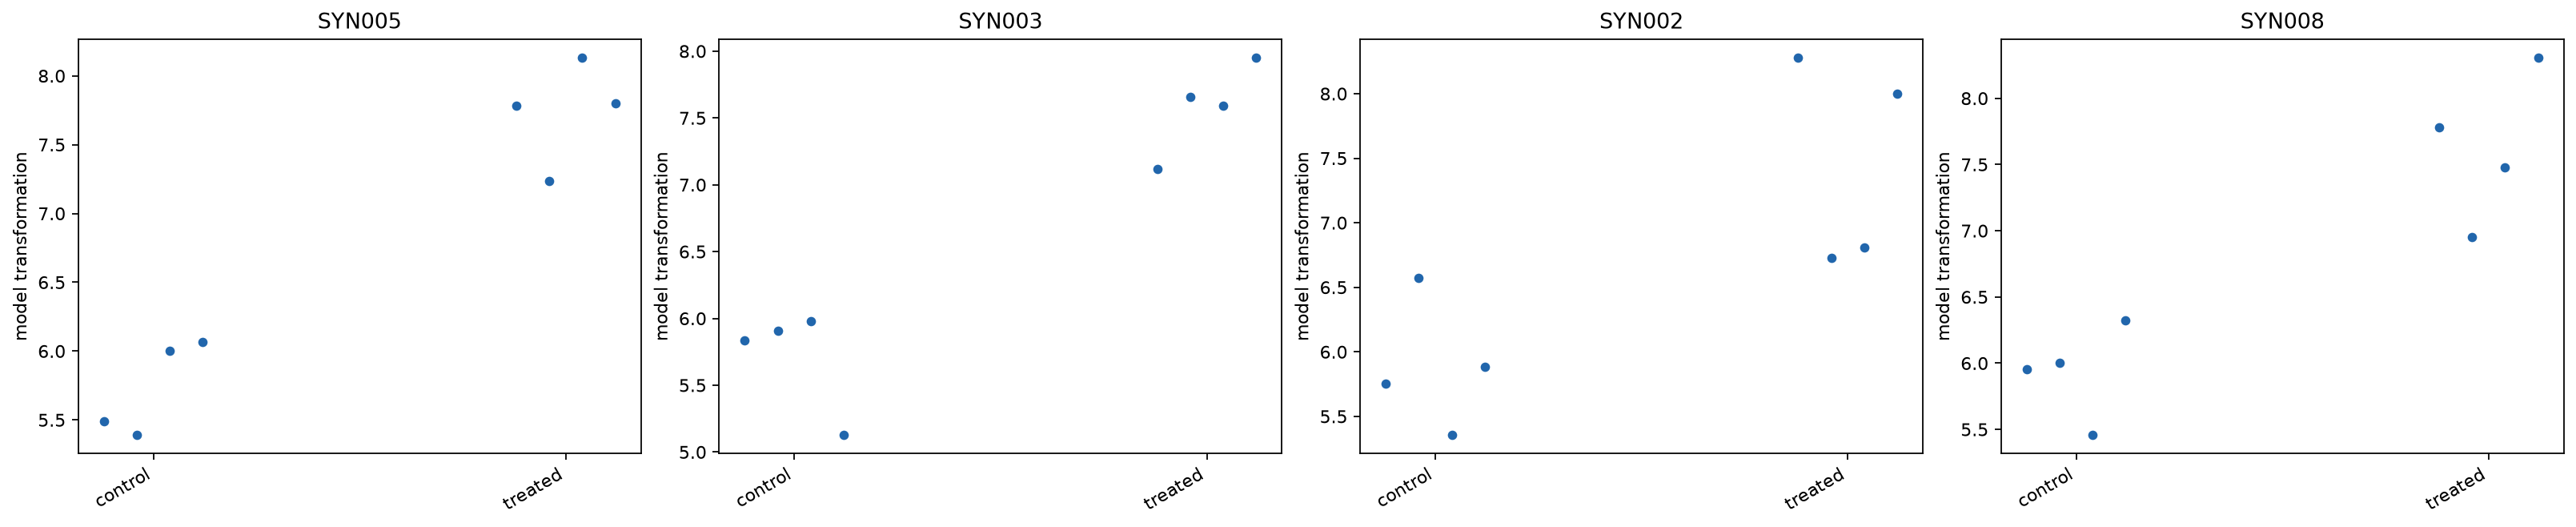 SYN005
model transformation
8.0
7.5
7.0
6.5
6.0
5.5
control
treated
SYN003
model transformation
8.0
7.5
7.0
6.5
6.0
5.5
5.0
control
treated
SYN002
model transformation
8.0
7.5
7.0
6.5
6.0
5.5
control
treated
SYN008
model transformation
8.0
7.5
7.0
6.5
6.0
5.5
control
treated